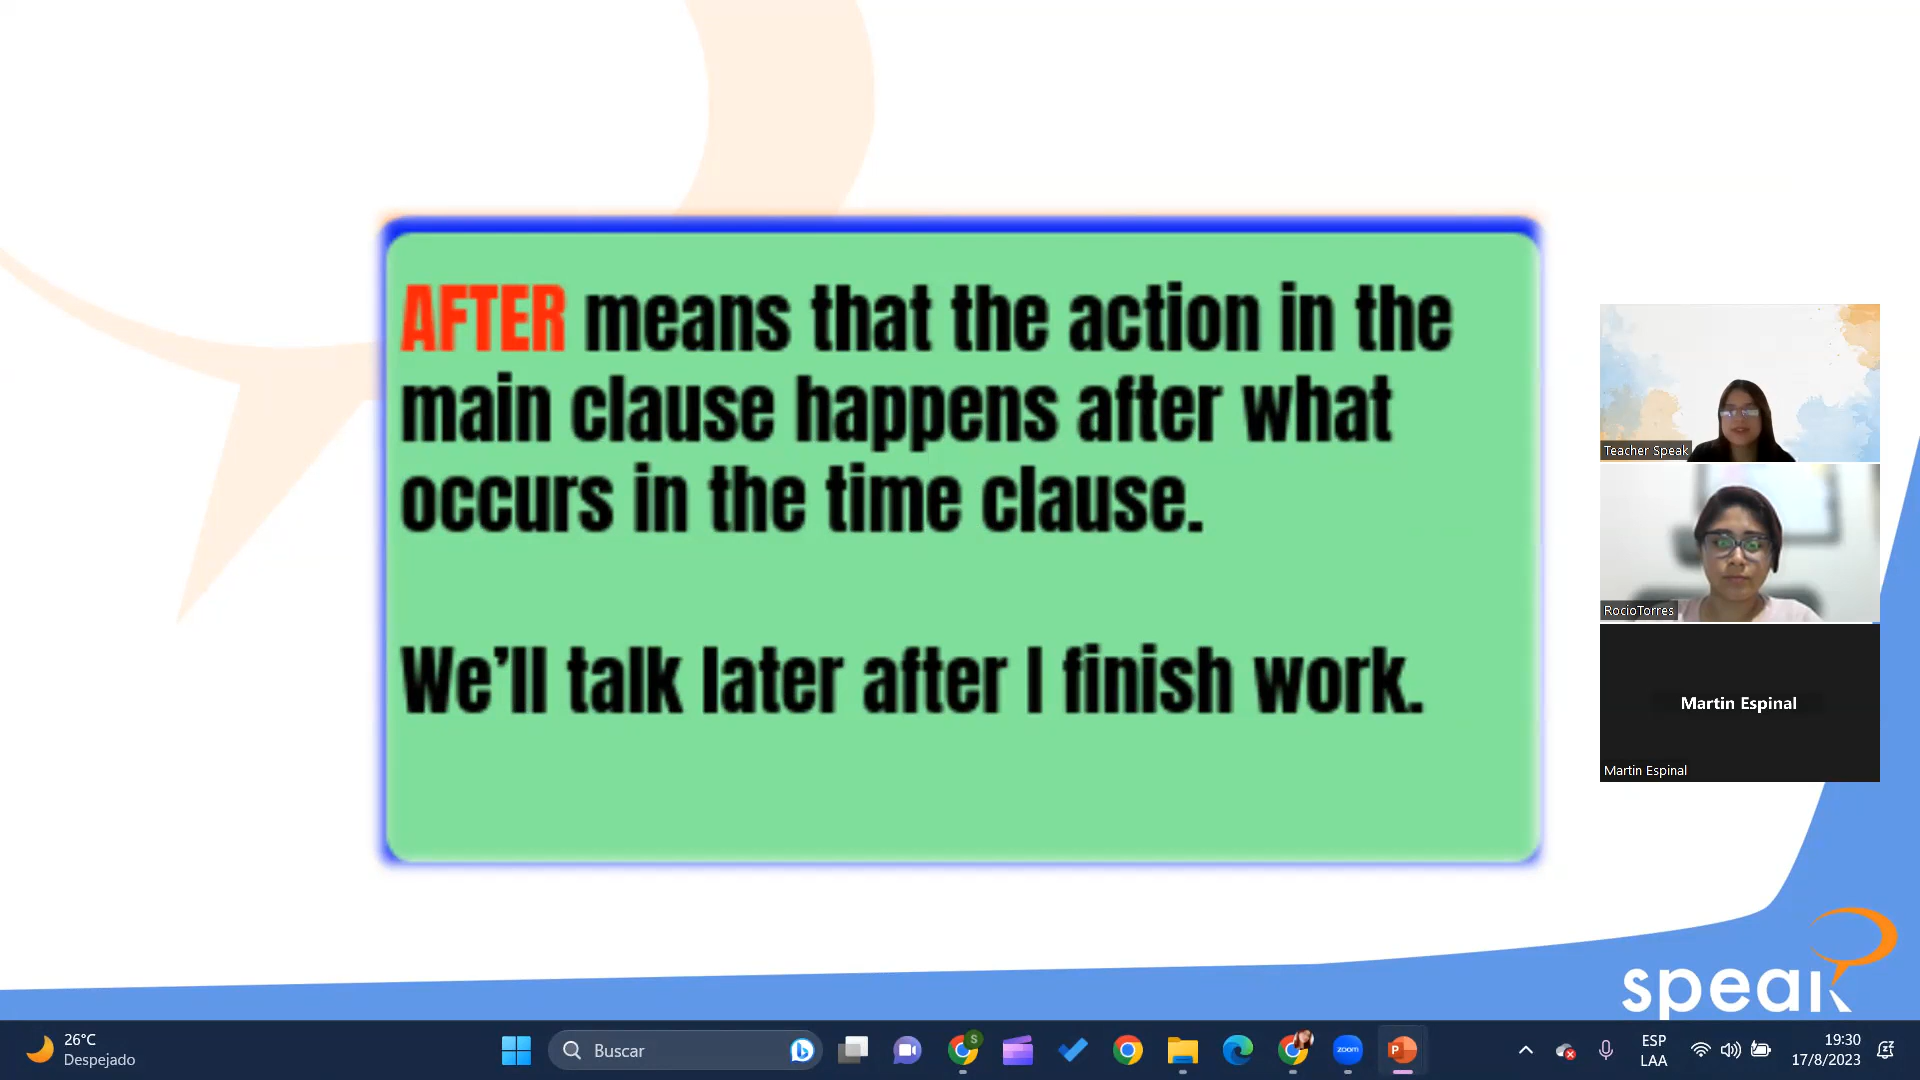 AFTER means that the action in the
main clause happens after what
occurs in the time clause.
We’ll talk later after I finish work.
Teacher Speak
RocioTorres
Martin Espinal
Martin Espinal
speak
26°C
Despejado
Buscar
S
zoom
P
ESP
LAA
19:30
17/8/2023